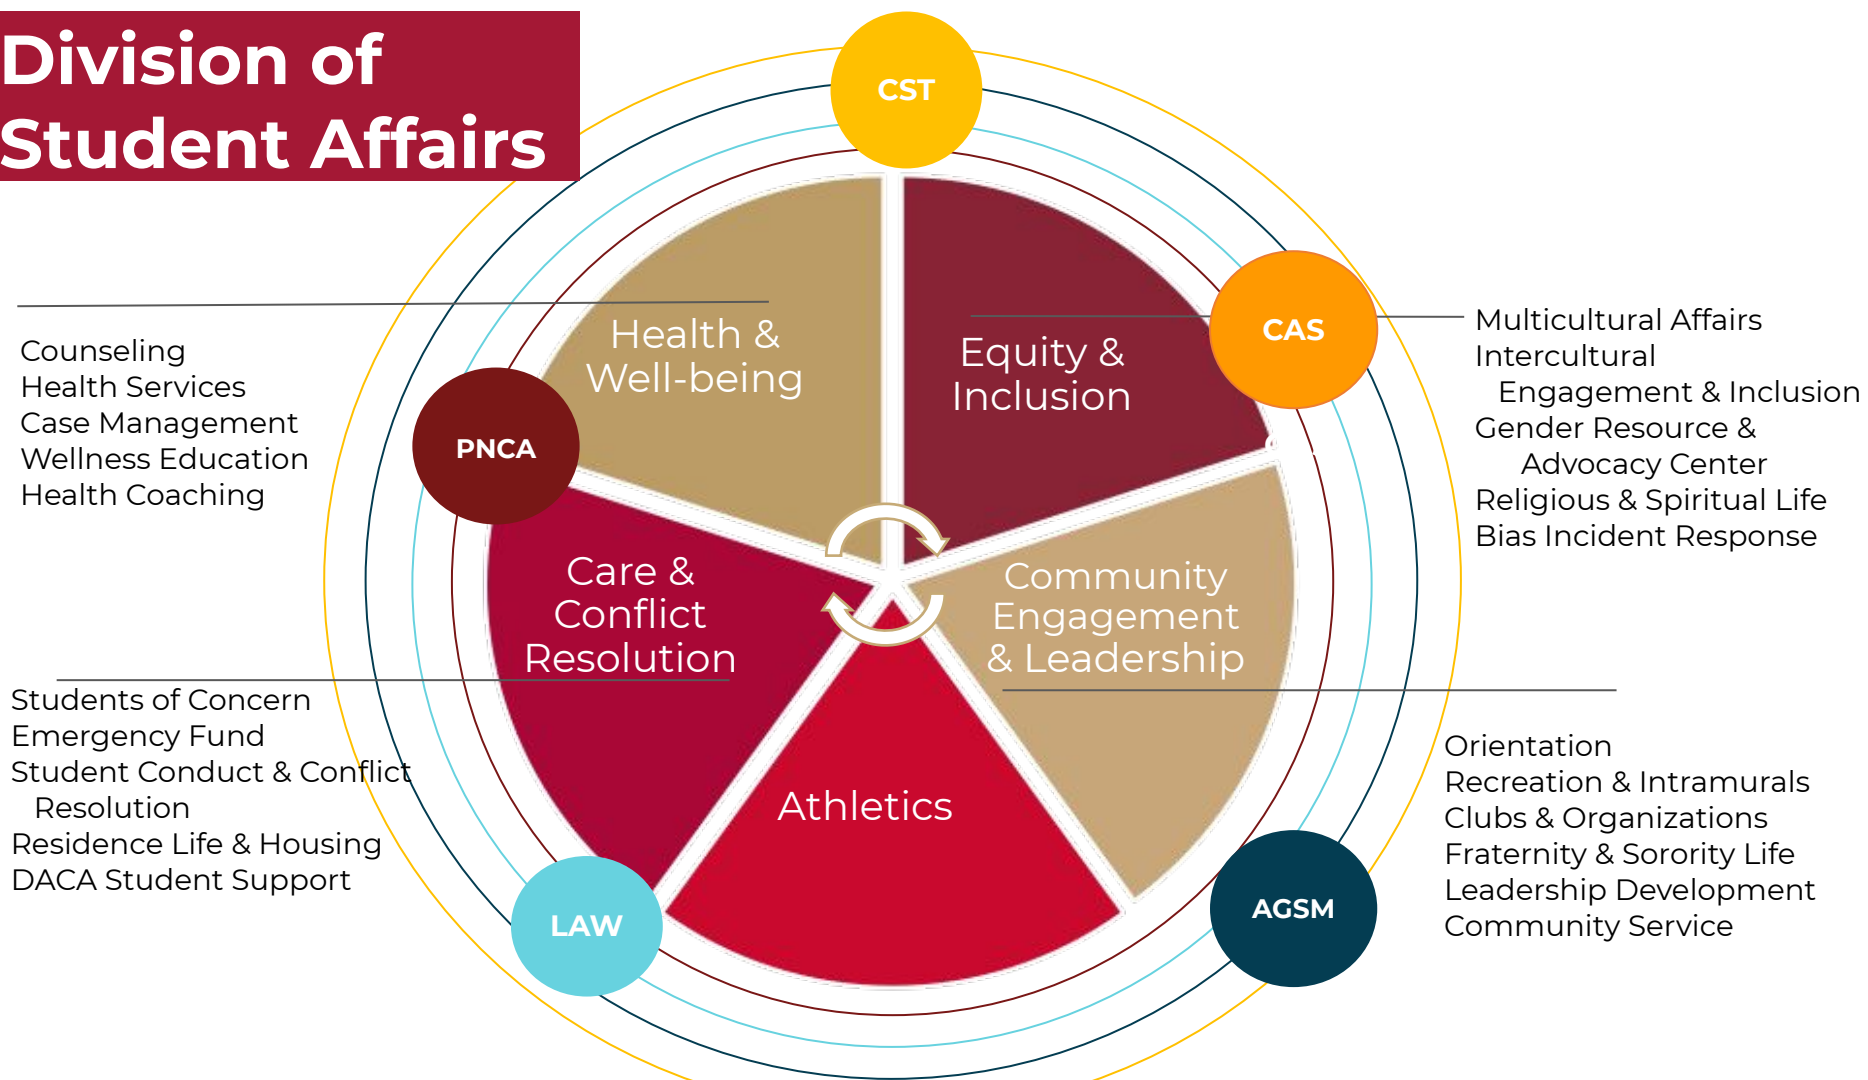 Division of
Student Affairs
CST
CAS
PNCA
LAW
AGSM
Health &
Well-being
Equity &
Inclusion
Care &
Conflict
Resolution
Community
Engagement
& Leadership
Athletics
Counseling
Health Services
Case Management
Wellness Education
Health Coaching
Multicultural Affairs
Intercultural
Engagement & Inclusion
Gender Resource &
Advocacy Center
Religious & Spiritual Life
Bias Incident Response
Students of Concern
Emergency Fund
Student Conduct & Conflict
Resolution
Residence Life & Housing
DACA Student Support
Orientation
Recreation & Intramurals
Clubs & Organizations
Fraternity & Sorority Life
Leadership Development
Community Service